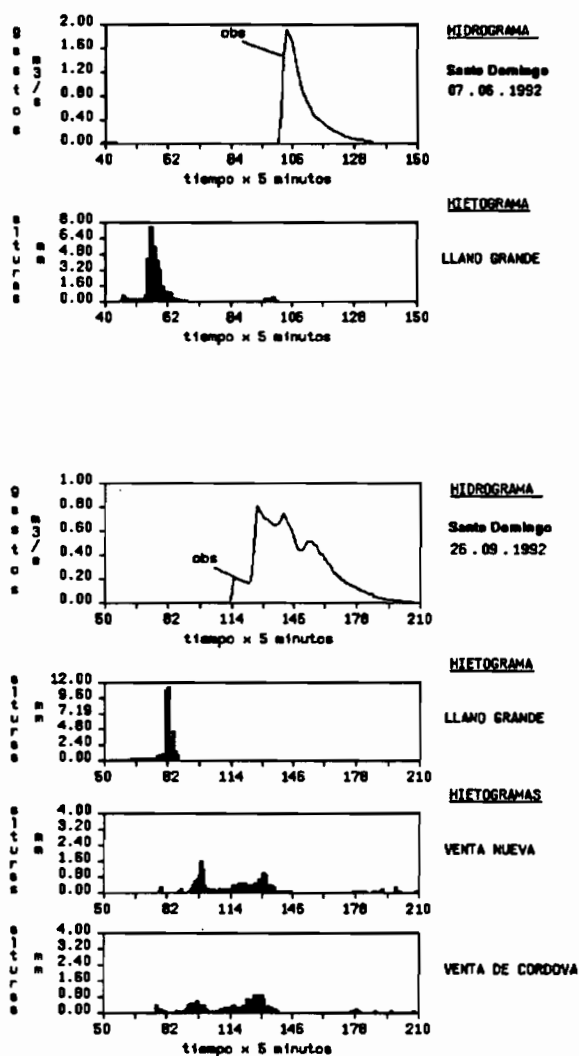 gastos
m3/s
2.00
1.60
1.20
0.80
0.40
0.00
obs
40 62 84 106 128 150
tiempo x 5 minutos
HIDROGRAMA
Santo Domingo
07.06.1992
alturas
mm
8.00
6.40
4.80
3.20
1.60
0.00
40 62 84 106 128 150
tiempo x 5 minutos
HIETOGRAMA
LLANO GRANDE
gastos
m3/s
1.00
0.80
0.60
0.40
0.20
0.00
obs
50 82 114 146 178 210
tiempo x 5 minutos
HIDROGRAMA
Santo Domingo
26.09.1992
alturas
mm
12.00
9.60
7.19
4.80
2.40
0.00
50 82 114 146 178 210
HIETOGRAMA
LLANO GRANDE
alturas
mm
4.00
3.20
2.40
1.60
0.80
0.00
50 82 114 146 178 210
HIETOGRAMAS
VENTA NUEVA
alturas
mm
4.00
3.20
2.40
1.60
0.80
0.00
50 82 114 146 178 210
tiempo x 5 minutos
VENTA DE CORDOVA